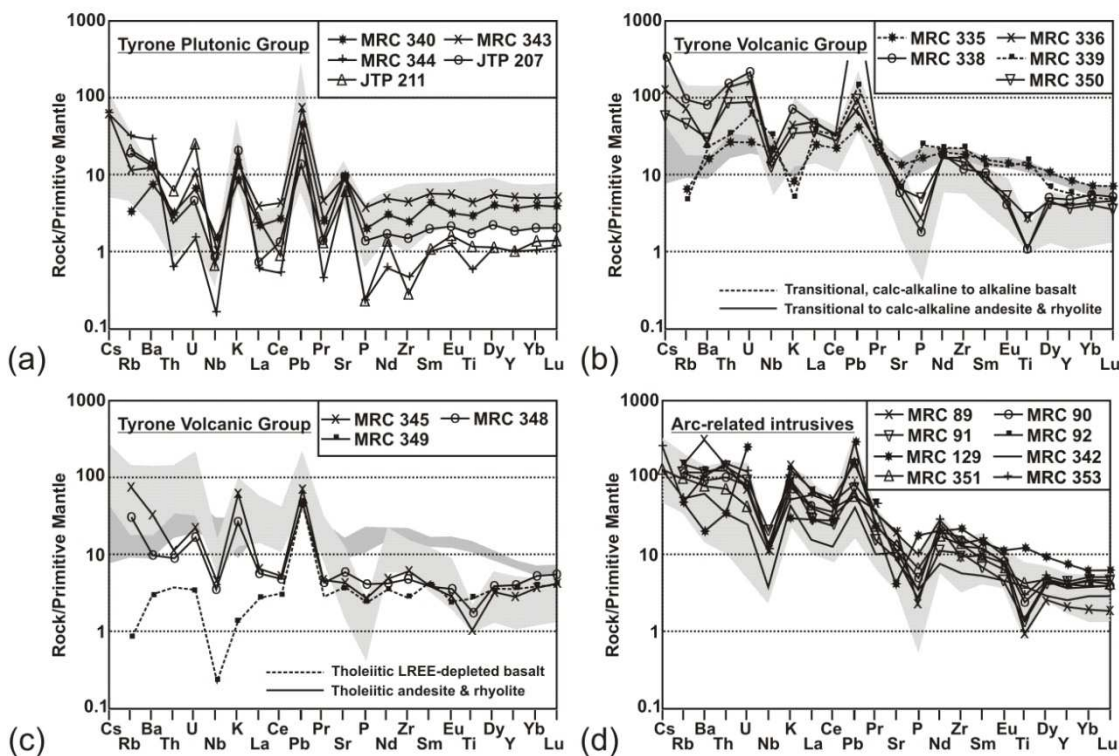 1000
100
10
1
0.1
Rock/Primitive Mantle
Tyrone Plutonic Group
MRC 340 MRC 343
MRC 344 JTP 207
JTP 211
(a)
Cs Ba U K Ce Pr P Zr Eu Dy Yb
Rb Th Nb La Pb Sr Nd Sm Ti Y Lu
1000
100
10
1
0.1
Rock/Primitive Mantle
Tyrone Volcanic Group
MRC 335 MRC 336
MRC 338 MRC 339
MRC 350
Transitional, calc-alkaline to alkaline basalt
Transitional to calc-alkaline andesite & rhyolite
(b)
Cs Ba U K Ce Pr P Zr Eu Dy Yb
Rb Th Nb La Pb Sr Nd Sm Ti Y Lu
1000
100
10
1
0.1
Rock/Primitive Mantle
Tyrone Volcanic Group
MRC 345 MRC 348
MRC 349
Tholeiitic LREE-depleted basalt
Tholeiitic andesite & rhyolite
(c)
Cs Ba U K Ce Pr P Zr Eu Dy Yb
Rb Th Nb La Pb Sr Nd Sm Ti Y Lu
1000
100
10
1
0.1
Rock/Primitive Mantle
Arc-related intrusives
MRC 89 MRC 90
MRC 91 MRC 92
MRC 129 MRC 342
MRC 351 MRC 353
(d)
Cs Ba U K Ce Pr P Zr Eu Dy Yb
Rb Th Nb La Pb Sr Nd Sm Ti Y Lu